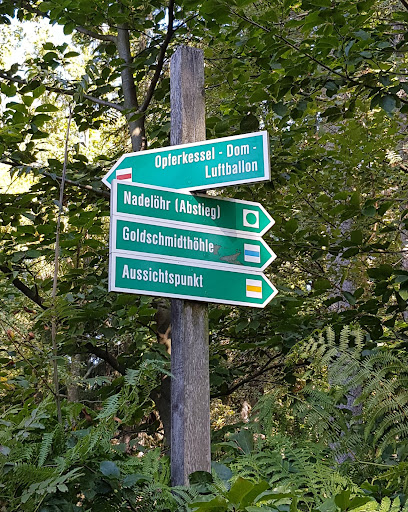 Opferkessel - Dom -
Luftballon
Nadelöhr (Abstieg)
Goldschmidthöhle
Aussichtspunkt